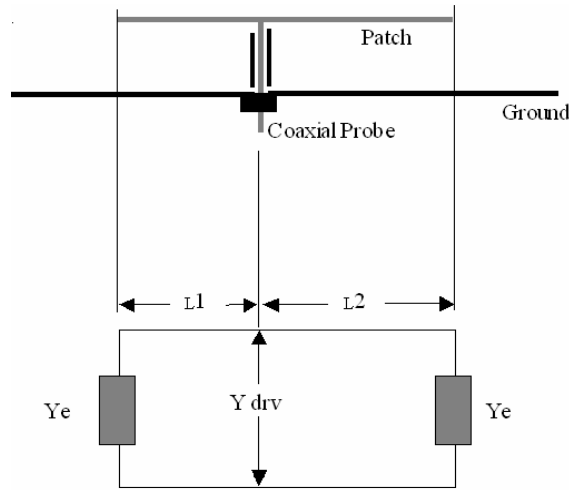 Patch
Ground
Coaxial Probe
L1
L2
Ye
Y drv
Ye